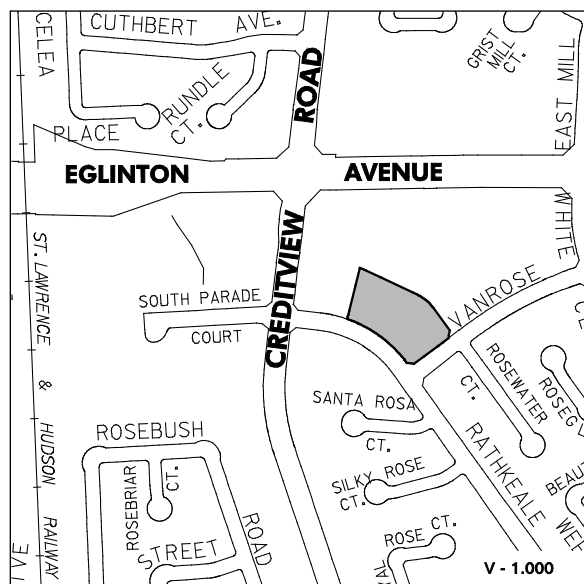 CELEA
CUTHBERT AVE.
GRIST
MILL
CT.
EAST MILL
ROAD
RUNDLE
CT.
PLACE
EGLINTON AVENUE
WHITE
ST. LAWRENCE & HUDSON RAILWAY
CREDITVIEW
SOUTH PARADE
COURT
VANROSE
ROSEWATER
CT.
ROSEG
SANTA ROSA
CT.
RATHKEALE
ROSEBUSH
ROAD
ROSEBRIAR
CT.
SILKY ROSE
CT.
BEAU
STREET
ROSE CT.
V - 1.000